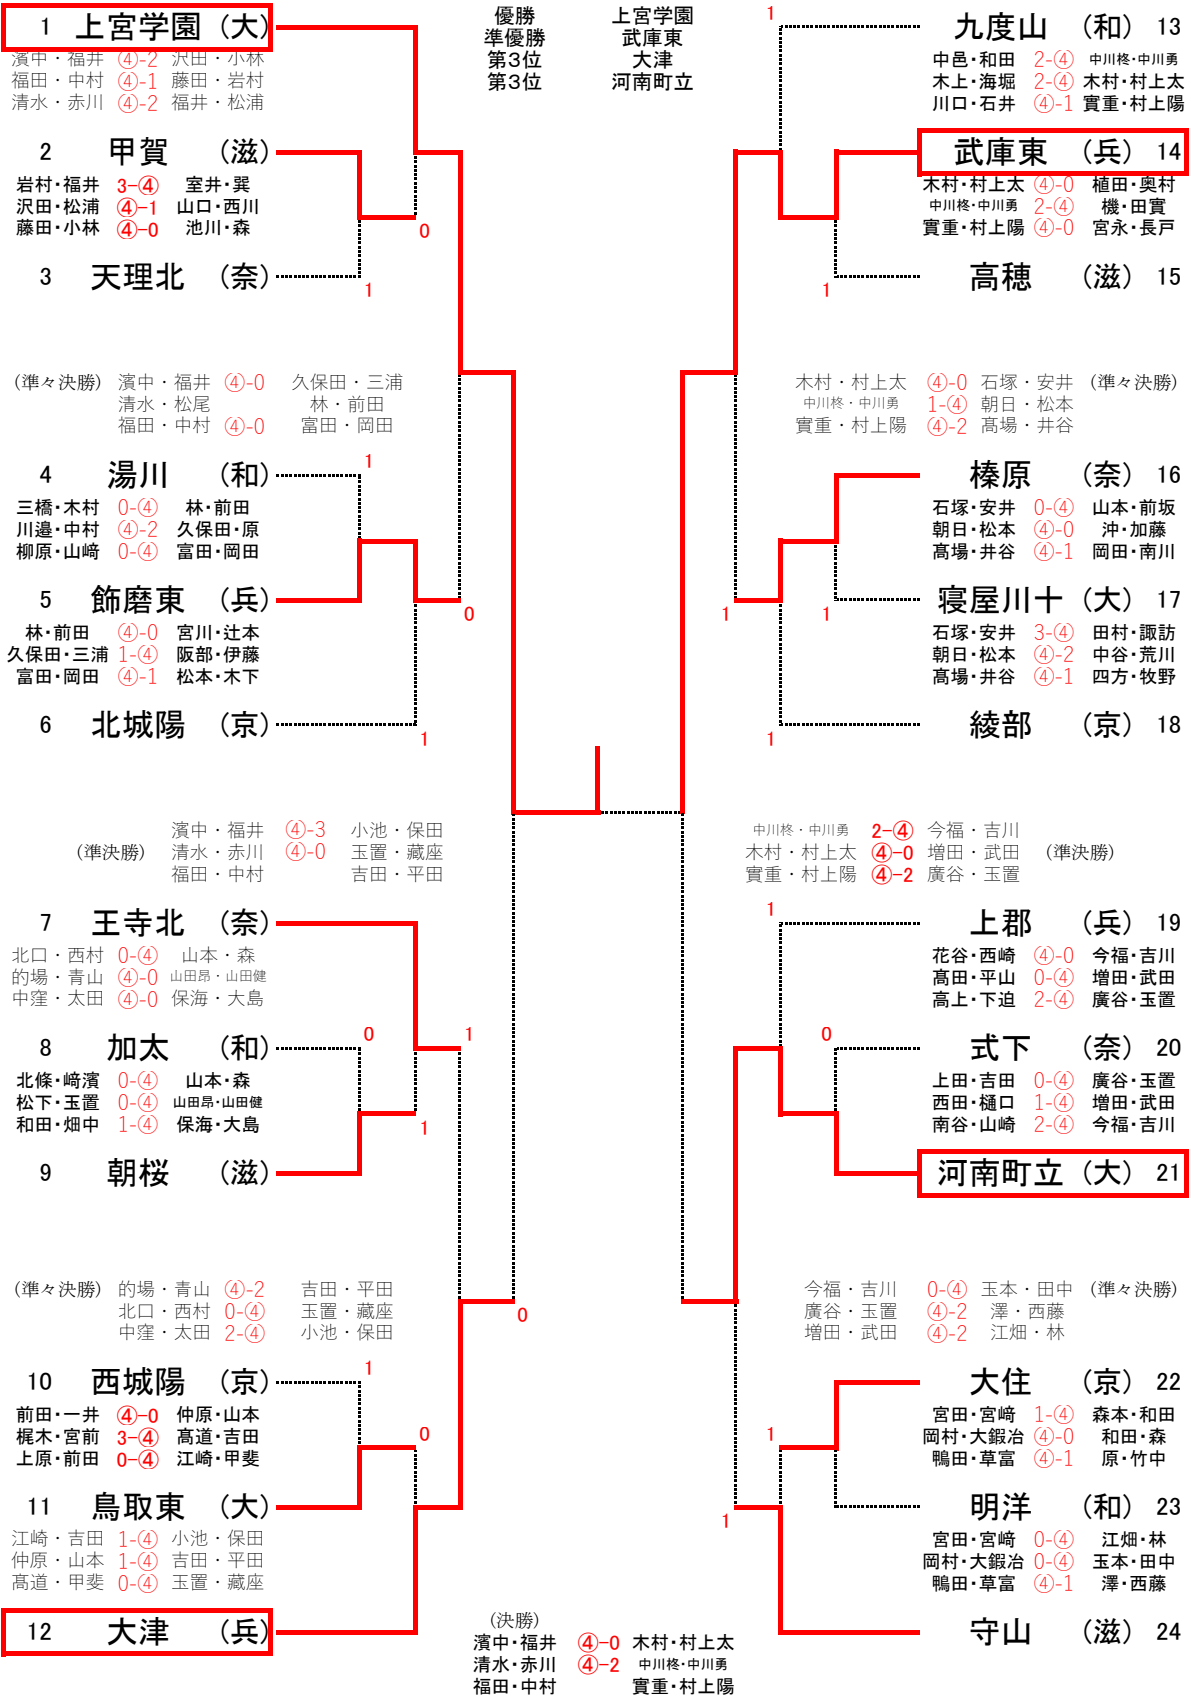 優勝 上宮学園
準優勝 武庫東
第3位 大津
第3位 河南町立
1 上宮学園 (大)
濱中・福井 ④-2 沢田・小林
福田・中村 ④-1 藤田・岩村
清水・赤川 ④-2 福井・松浦
2 甲賀 (滋)
岩村・福井 3-④ 室井・巽
沢田・松浦 ④-1 山口・西川
藤田・小林 ④-0 池川・森
0
3 天理北 (奈)
1
(準々決勝) 濱中・福井 ④-0 久保田・三浦
清水・松尾 林・前田
福田・中村 ④-0 富田・岡田
1
4 湯川 (和)
三橋・木村 0-④ 林・前田
川邉・中村 ④-2 久保田・原
柳原・山﨑 0-④ 富田・岡田
5 飾磨東 (兵)
0
林・前田 ④-0 宮川・辻本
久保田・三浦 1-④ 阪部・伊藤
富田・岡田 ④-1 松本・木下
6 北城陽 (京)
1
濱中・福井 ④-3 小池・保田
(準決勝) 清水・赤川 ④-0 玉置・藏座
福田・中村 吉田・平田
7 王寺北 (奈)
北口・西村 0-④ 山本・森
的場・青山 ④-0 山田昂・山田健
中窪・太田 ④-0 保海・大島
0 1
8 加太 (和)
北條・﨑濱 0-④ 山本・森
松下・玉置 0-④ 山田昂・山田健
和田・畑中 1-④ 保海・大島
1
9 朝桜 (滋)
(準々決勝) 的場・青山 ④-2 吉田・平田
北口・西村 0-④ 玉置・藏座
中窪・太田 2-④ 小池・保田
0
1
10 西城陽 (京)
前田・一井 ④-0 仲原・山本
梶木・宮前 3-④ 髙道・吉田
上原・前田 0-④ 江崎・甲斐
0
11 鳥取東 (大)
江崎・吉田 1-④ 小池・保田
仲原・山本 1-④ 吉田・平田
髙道・甲斐 0-④ 玉置・藏座
12 大津 (兵)
1
九度山 (和) 13
中邑・和田 2-④ 中川柊・中川勇
木上・海堀 2-④ 木村・村上太
川口・石井 ④-1 實重・村上陽
武庫東 (兵) 14
木村・村上太 ④-0 植田・奥村
中川柊・中川勇 2-④ 機・田實
實重・村上陽 ④-0 宮永・長戸
高穂 (滋) 15
1
木村・村上太 ④-0 石塚・安井 (準々決勝)
中川柊・中川勇 1-④ 朝日・松本
實重・村上陽 ④-2 髙場・井谷
榛原 (奈) 16
石塚・安井 0-④ 山本・前坂
朝日・松本 ④-0 沖・加藤
髙場・井谷 ④-1 岡田・南川
寝屋川十 (大) 17
1 1
石塚・安井 3-④ 田村・諏訪
朝日・松本 ④-2 中谷・荒川
髙場・井谷 ④-1 四方・牧野
綾部 (京) 18
1
中川柊・中川勇 2-④ 今福・吉川
木村・村上太 ④-0 増田・武田 (準決勝)
實重・村上陽 ④-2 廣谷・玉置
1
上郡 (兵) 19
花谷・西崎 ④-0 今福・吉川
髙田・平山 0-④ 増田・武田
高上・下迫 2-④ 廣谷・玉置
0
式下 (奈) 20
上田・吉田 0-④ 廣谷・玉置
西田・樋口 1-④ 増田・武田
南谷・山崎 2-④ 今福・吉川
河南町立 (大) 21
今福・吉川 0-④ 玉本・田中 (準々決勝)
廣谷・玉置 ④-2 澤・西藤
増田・武田 ④-2 江畑・林
大住 (京) 22
宮田・宮﨑 1-④ 森本・和田
岡村・大鍜冶 ④-0 和田・森
鴨田・草富 ④-1 原・竹中
1
明洋 (和) 23
1
宮田・宮﨑 0-④ 江畑・林
岡村・大鍜冶 0-④ 玉本・田中
鴨田・草富 ④-1 澤・西藤
守山 (滋) 24
(決勝)
濱中・福井 ④-0 木村・村上太
清水・赤川 ④-2 中川柊・中川勇
福田・中村 實重・村上陽